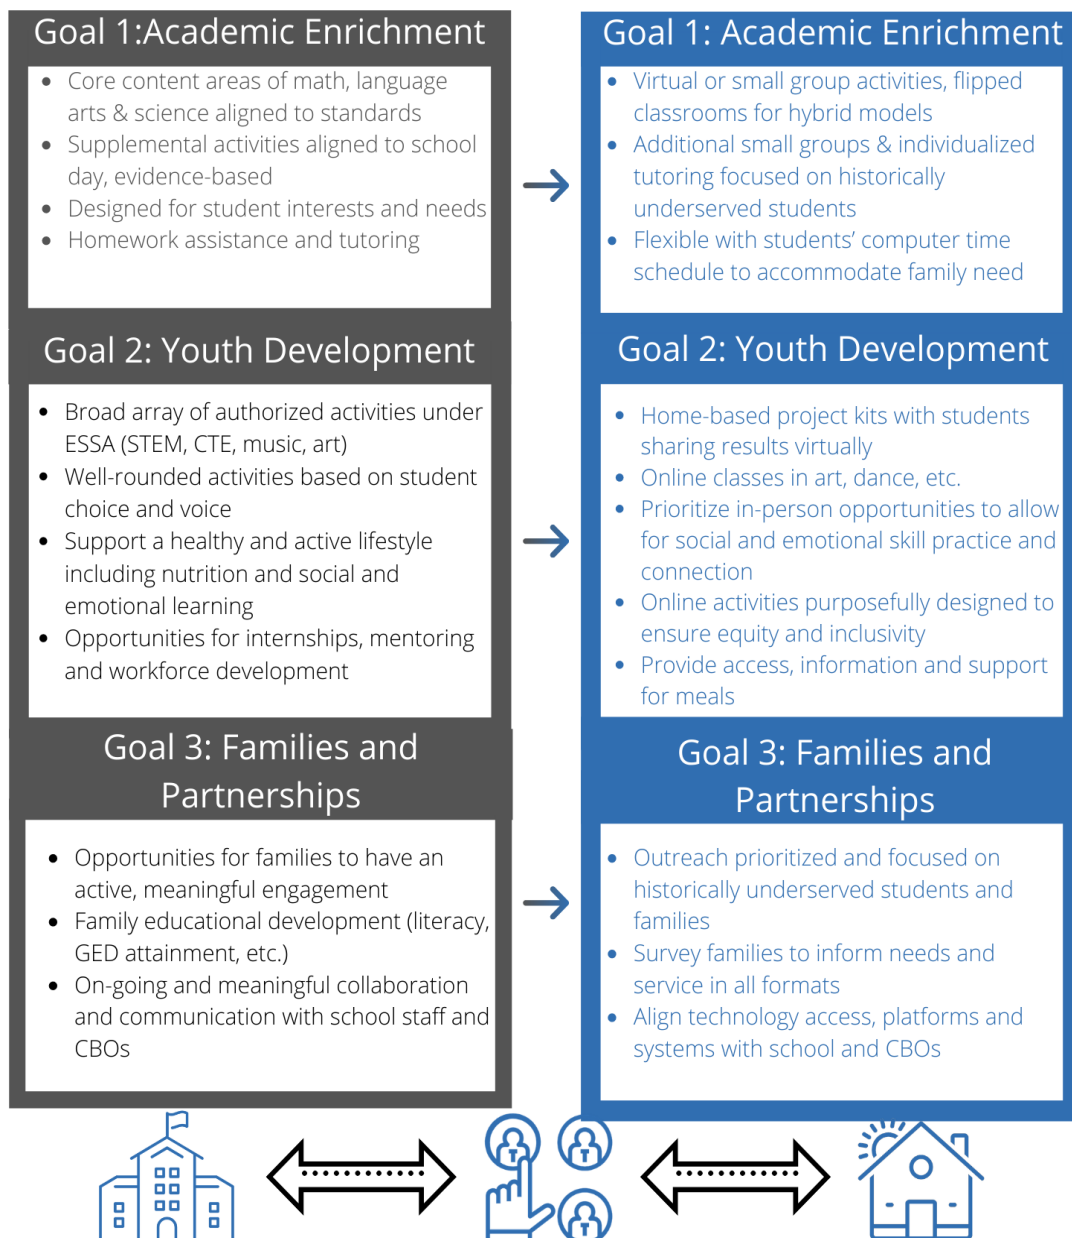 Goal 1:Academic Enrichment
• Core content areas of math, language
arts & science aligned to standards
• Supplemental activities aligned to school
day, evidence-based
• Designed for student interests and needs
• Homework assistance and tutoring
Goal 2: Youth Development
• Broad array of authorized activities under
ESSA (STEM, CTE, music, art)
• Well-rounded activities based on student
choice and voice
• Support a healthy and active lifestyle
including nutrition and social and
emotional learning
• Opportunities for internships, mentoring
and workforce development
Goal 3: Families and
Partnerships
• Opportunities for families to have an
active, meaningful engagement
• Family educational development (literacy,
GED attainment, etc.)
• On-going and meaningful collaboration
and communication with school staff and
CBOs
Goal 1: Academic Enrichment
• Virtual or small group activities, flipped
classrooms for hybrid models
• Additional small groups & individualized
tutoring focused on historically
underserved students
• Flexible with students’ computer time
schedule to accommodate family need
Goal 2: Youth Development
• Home-based project kits with students
sharing results virtually
• Online classes in art, dance, etc.
• Prioritize in-person opportunities to allow
for social and emotional skill practice and
connection
• Online activities purposefully designed to
ensure equity and inclusivity
• Provide access, information and support
for meals
Goal 3: Families and
Partnerships
• Outreach prioritized and focused on
historically underserved students and
families
• Survey families to inform needs and
service in all formats
• Align technology access, platforms and
systems with school and CBOs